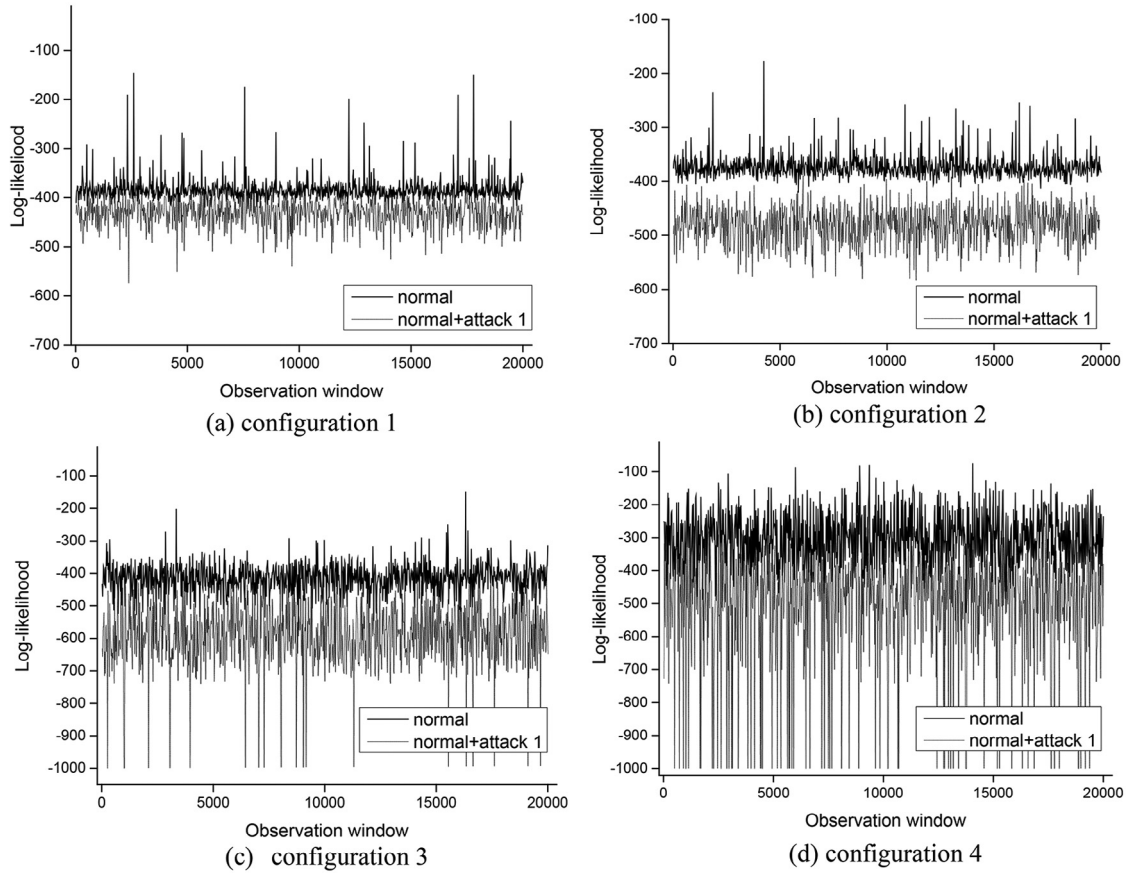 -100
-200
-300
-400
-500
-600
-700
Log-likeliood
0 5000 10000 15000 20000
Observation window
normal
normal+attack 1
(a) configuration 1
-100
-200
-300
-400
-500
-600
-700
Log-likelihood
0 5000 10000 15000 20000
Observation window
normal
normal+attack 1
(b) configuration 2
-100
-200
-300
-400
-500
-600
-700
-800
-900
-1000
Log-likelihood
0 5000 10000 15000 20000
Observation window
normal
normal+attack 1
(c) configuration 3
-100
-200
-300
-400
-500
-600
-700
-800
-900
-1000
Log-likelihood
0 5000 10000 15000 20000
Observation window
normal
normal+attack 1
(d) configuration 4